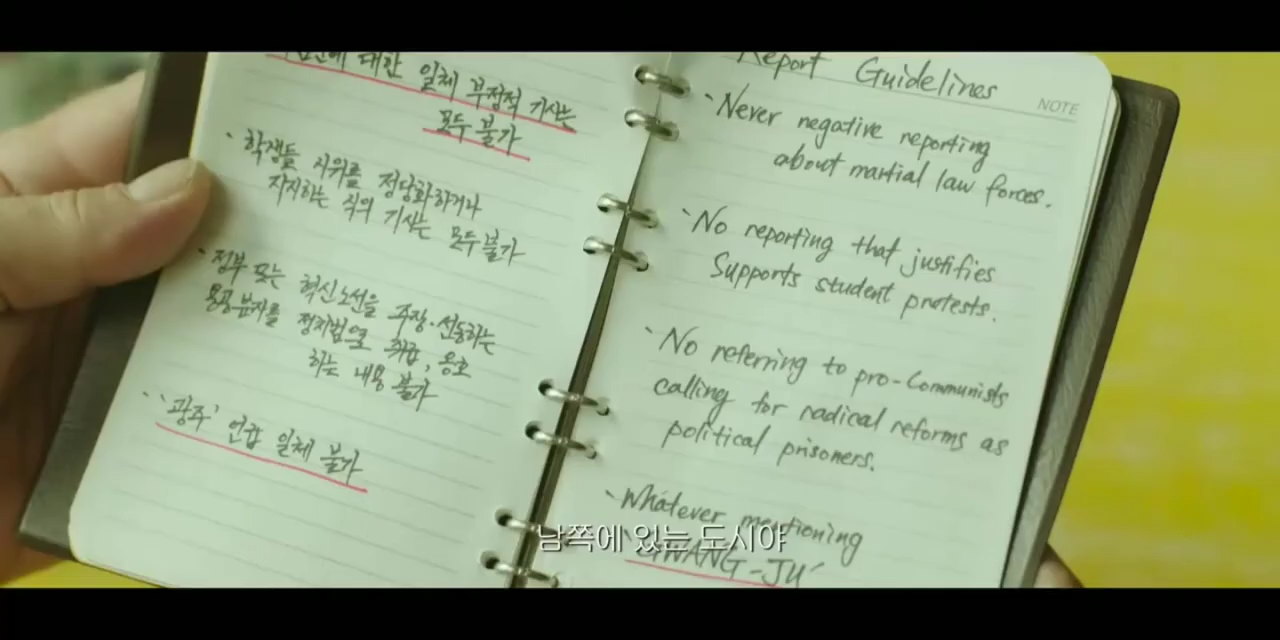 대한 일체 부정적 기사는
모두 불가
` 학생들 시위를 정당화하거나
지지하는 식의 기사는 모두 불가
` 정부 또는 혁신노선을 주장·선동하는
용공분자를 정치범인양 취급, 옹호
하는 내용 불가
` '광주' 언급 일체 불가
Report Guidelines
NOTE
` Never negative reporting
about martial law forces.
` No reporting that justifies
Supports student protests.
` No referring to pro-Communists
calling for radical reforms as
political prisoners.
` Whatever mentioning
'GWANG-JU'
남쪽에 있는 도시야